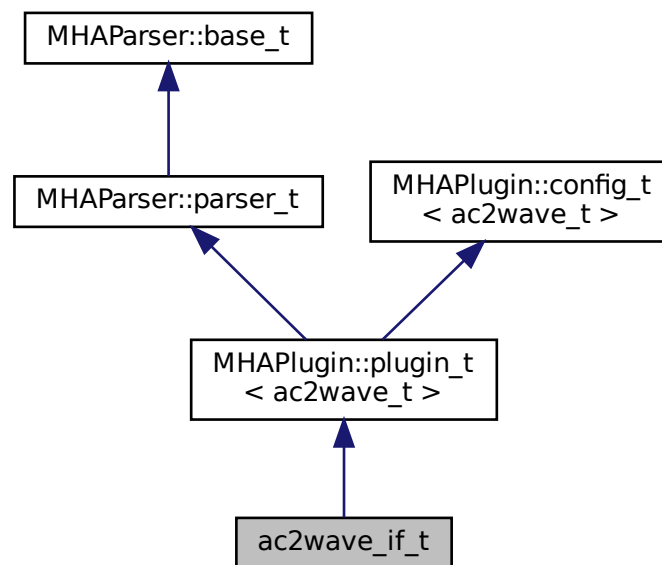 MHAParser::base_t
MHAParser::parser_t
MHAPlugin::config_t
< ac2wave_t >
MHAPlugin::plugin_t
< ac2wave_t >
ac2wave_if_t